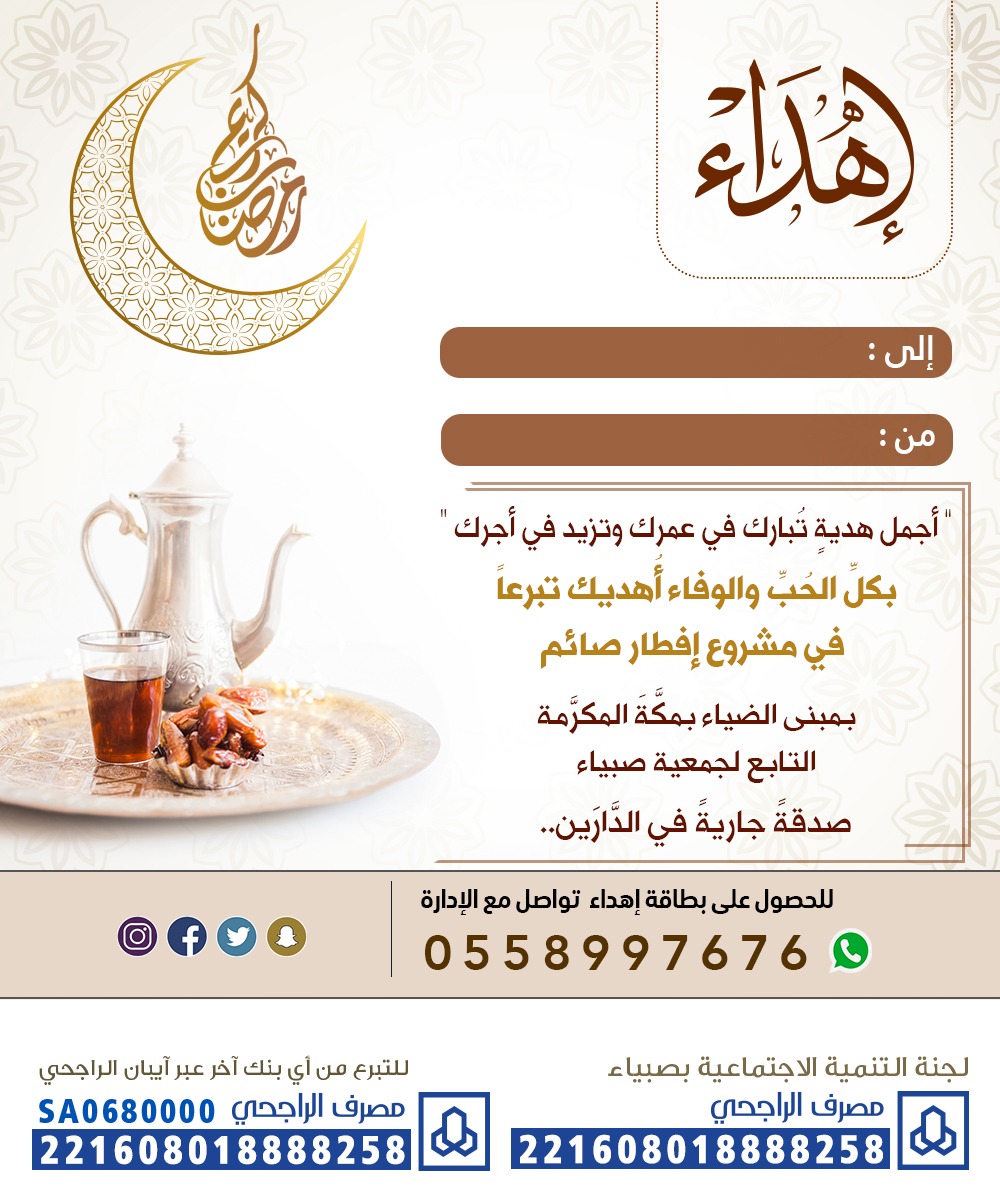 رمضان كريم
إهْدَاء
إلى :
من :
" أجمل هديةٍ تُبارك في عمرك وتزيد في أجرك "
بكلِّ الحُبِّ والوفاء أُهديك تبرعاً
في مشروع إفطار صائم
بمبنى الضياء بمكَّةَ المكرَّمة
التابع لجمعية صبياء
صدقةً جاريةً في الدَّارَين..
للحصول على بطاقة إهداء تواصل مع الإدارة
0558997676
لجنة التنمية الاجتماعية بصبياء
مصرف الراجحي
221608018888258
للتبرع من أي بنك آخر عبر آيبان الراجحي
مصرف الراجحي SA0680000
221608018888258